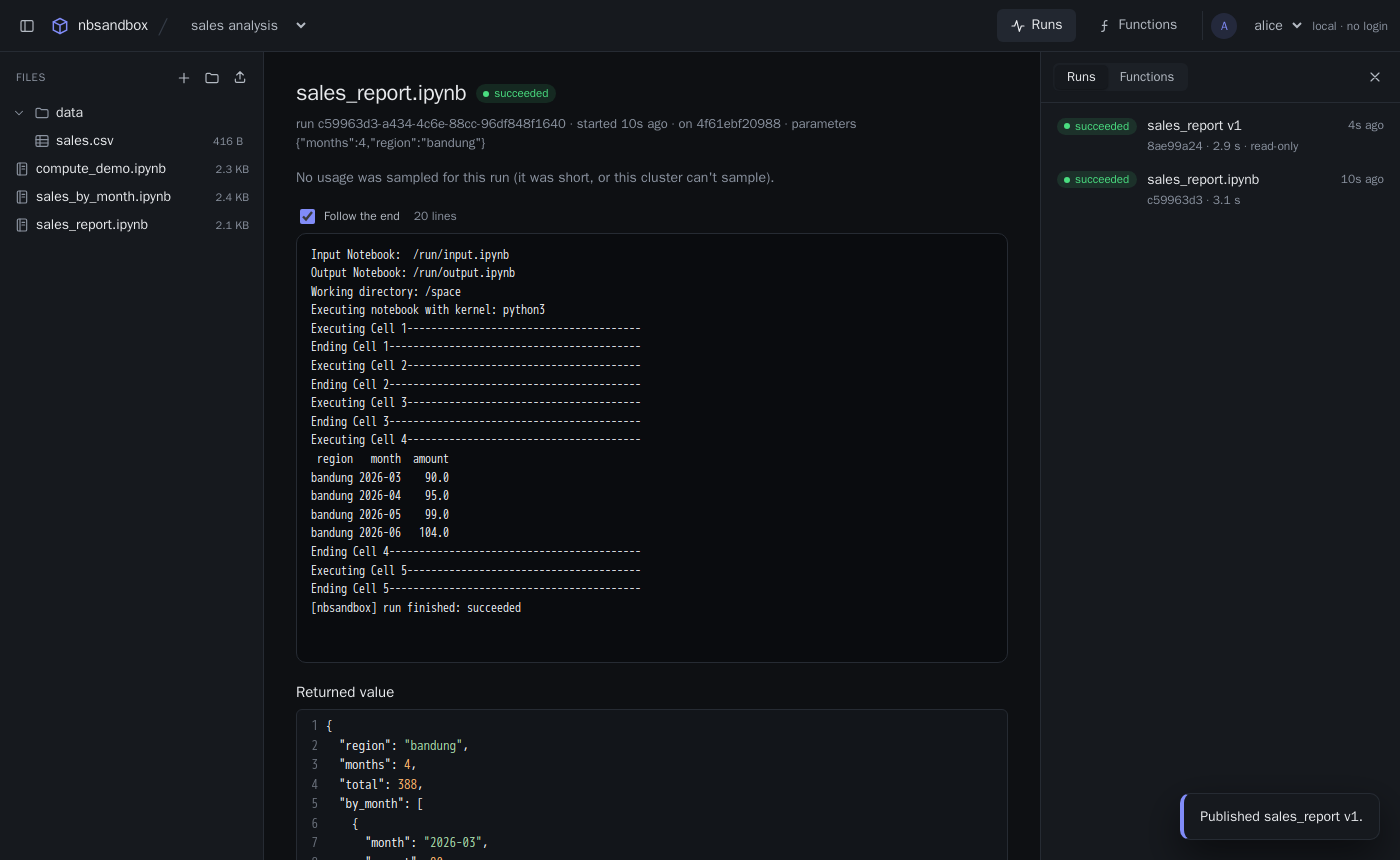 nbsandbox / sales analysis
Runs
Functions
A
alice
local · no login
FILES
data
sales.csv 416 B
compute_demo.ipynb 2.3 KB
sales_by_month.ipynb 2.4 KB
sales_report.ipynb 2.1 KB
sales_report.ipynb succeeded
run c59963d3-a434-4c6e-88cc-96df848f1640 · started 10s ago · on 4f61ebf20988 · parameters
{"months":4,"region":"bandung"}
No usage was sampled for this run (it was short, or this cluster can't sample).
Follow the end 20 lines
Input Notebook:  /run/input.ipynb
Output Notebook: /run/output.ipynb
Working directory: /space
Executing notebook with kernel: python3
Executing Cell 1---------------------------------------
Ending Cell 1------------------------------------------
Executing Cell 2---------------------------------------
Ending Cell 2------------------------------------------
Executing Cell 3---------------------------------------
Ending Cell 3------------------------------------------
Executing Cell 4---------------------------------------
 region   month  amount
bandung 2026-03    90.0
bandung 2026-04    95.0
bandung 2026-05    99.0
bandung 2026-06   104.0
Ending Cell 4------------------------------------------
Executing Cell 5---------------------------------------
Ending Cell 5------------------------------------------
[nbsandbox] run finished: succeeded
Returned value
1 {
2   "region": "bandung",
3   "months": 4,
4   "total": 388,
5   "by_month": [
6     {
7       "month": "2026-03",
Runs Functions
succeeded sales_report v1 4s ago
8ae99a24 · 2.9 s · read-only
succeeded sales_report.ipynb 10s ago
c59963d3 · 3.1 s
Published sales_report v1.